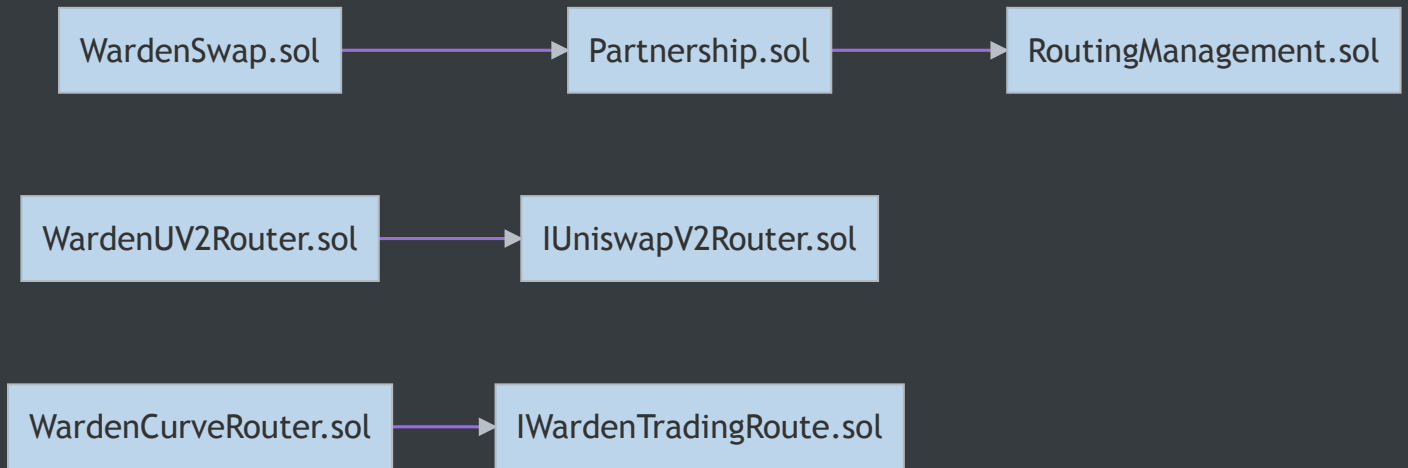 WardenSwap.sol Partnership.sol RoutingManagement.sol
WardenUV2Router.sol IUniswapV2Router.sol
WardenCurveRouter.sol IWardenTradingRoute.sol